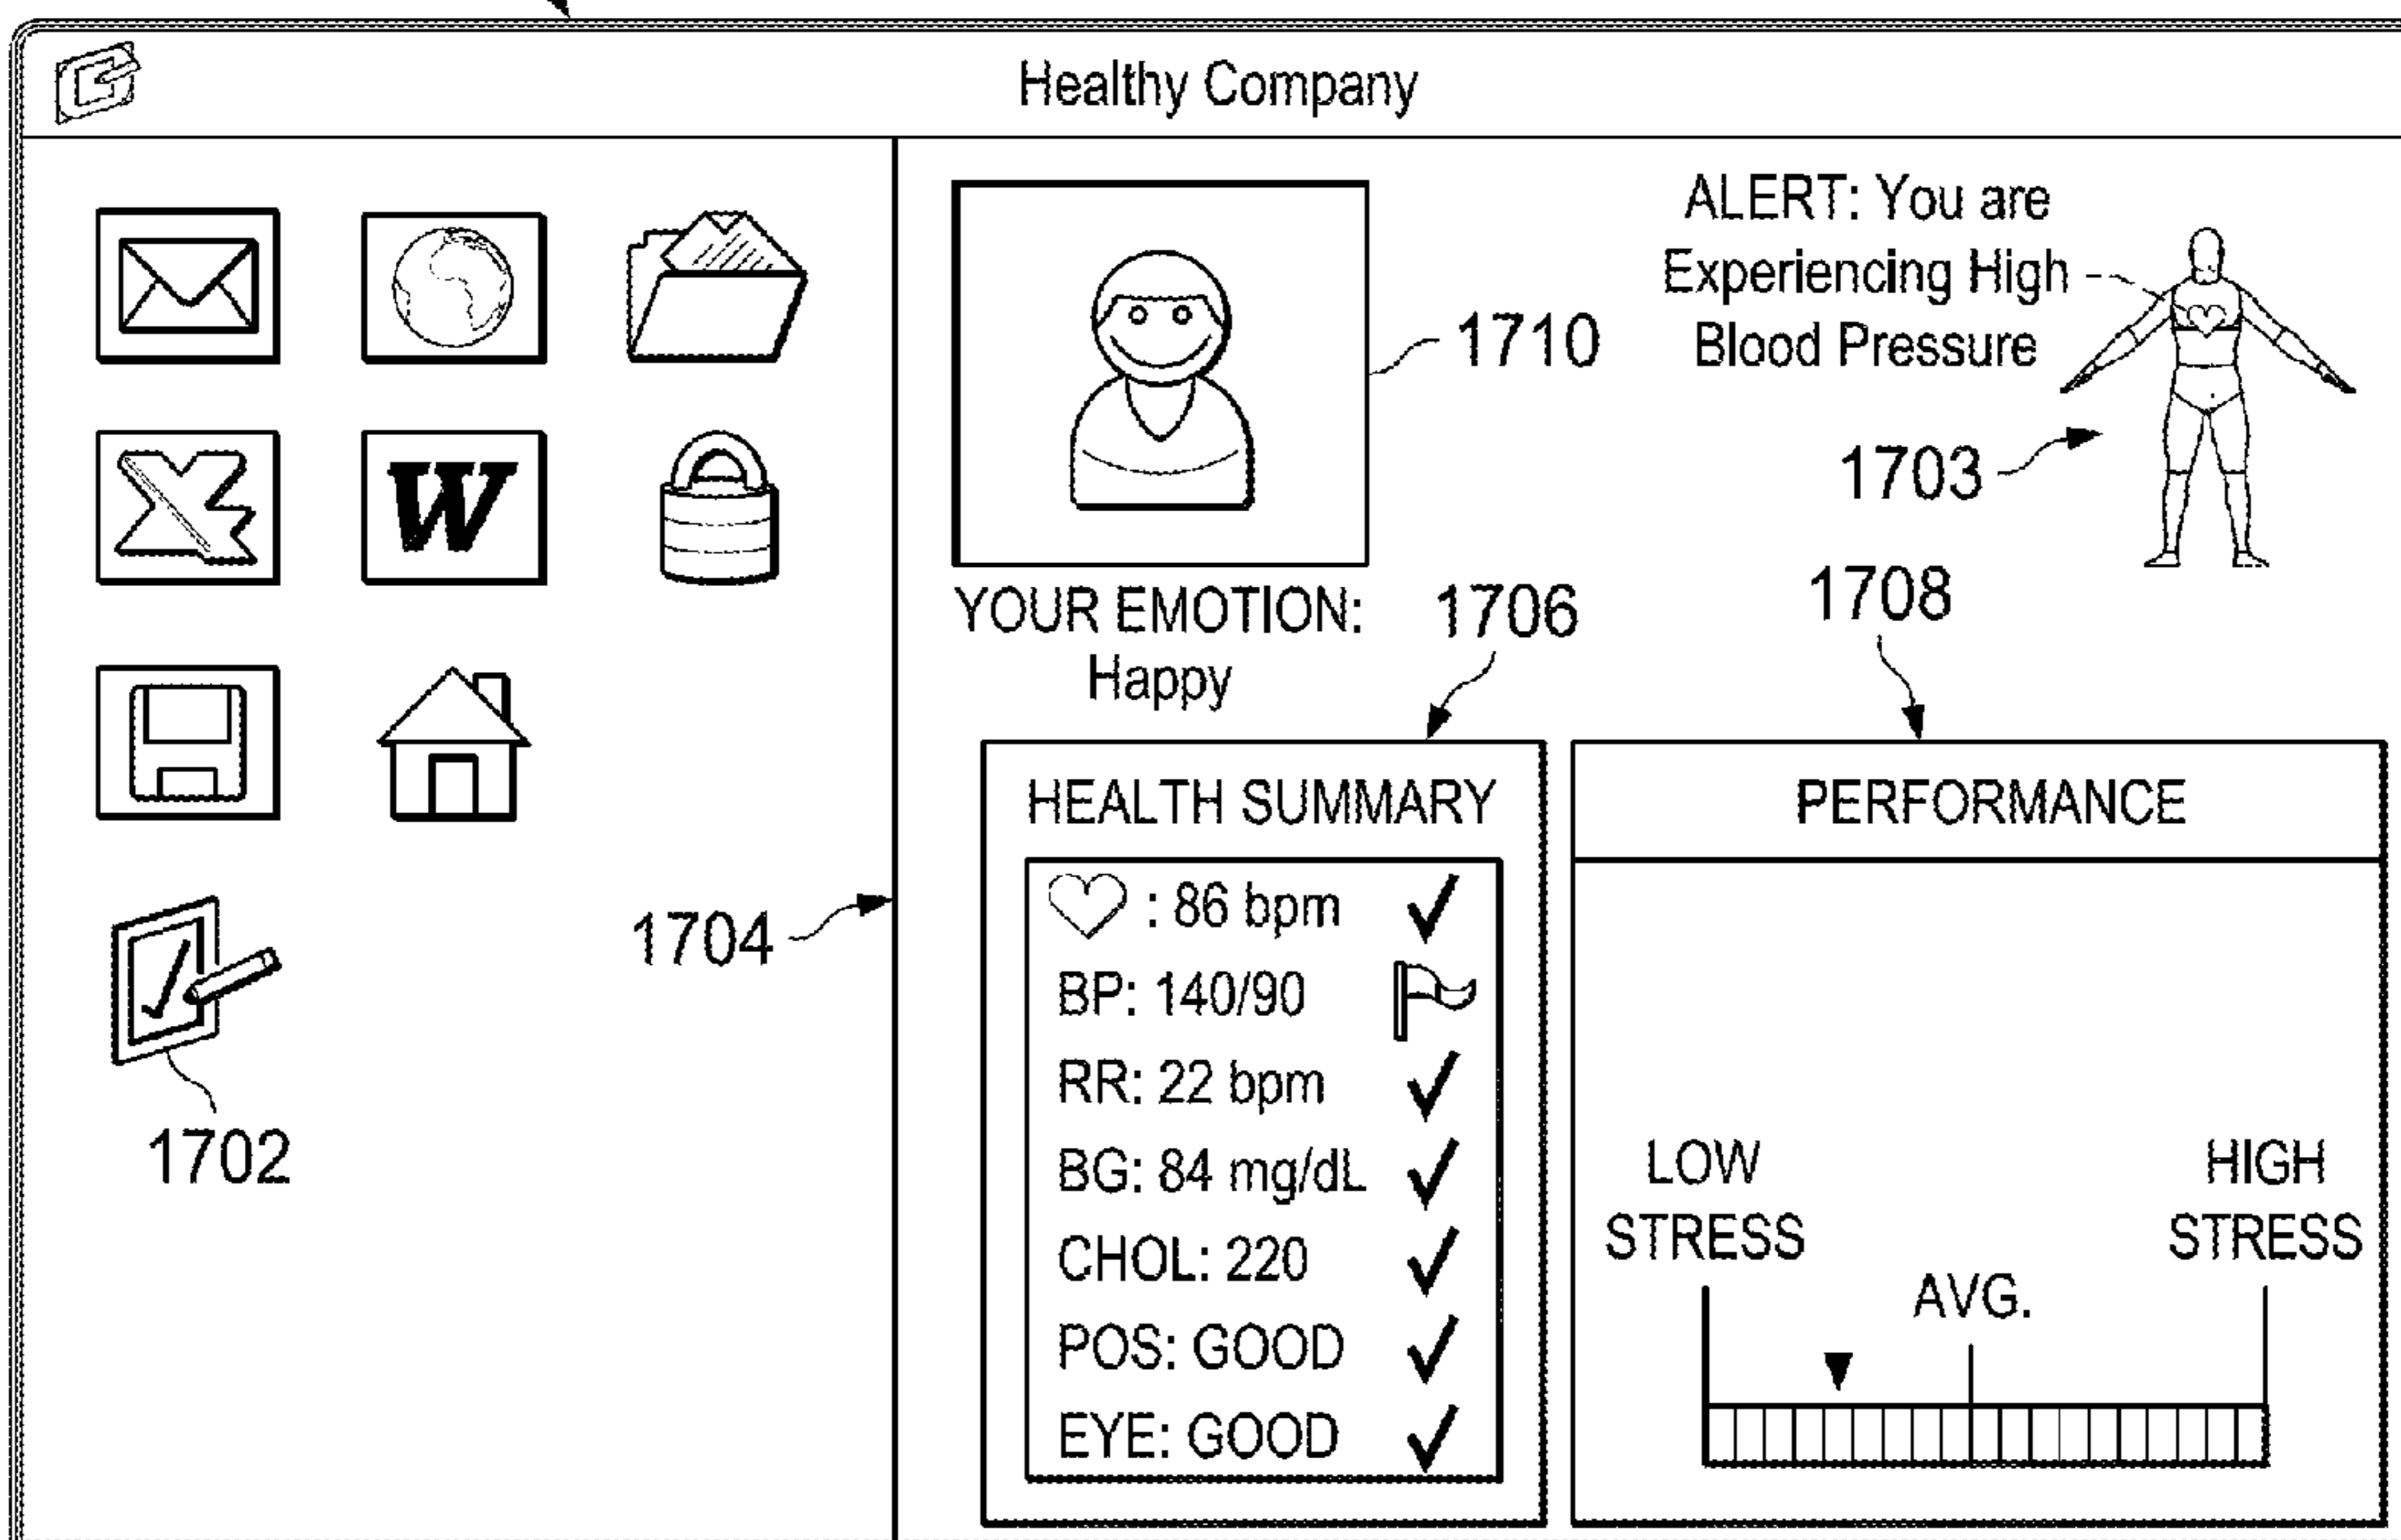 Healthy Company
ALERT: You are
Experiencing High
Blood Pressure
1710
1703
W
YOUR EMOTION:
Happy
1706
1708
HEALTH SUMMARY
: 86 bpm
BP: 140/90
RR: 22 bpm
BG: 84 mg/dL
CHOL: 220
POS: GOOD
EYE: GOOD
PERFORMANCE
LOW
STRESS
HIGH
STRESS
AVG.
1704
1702